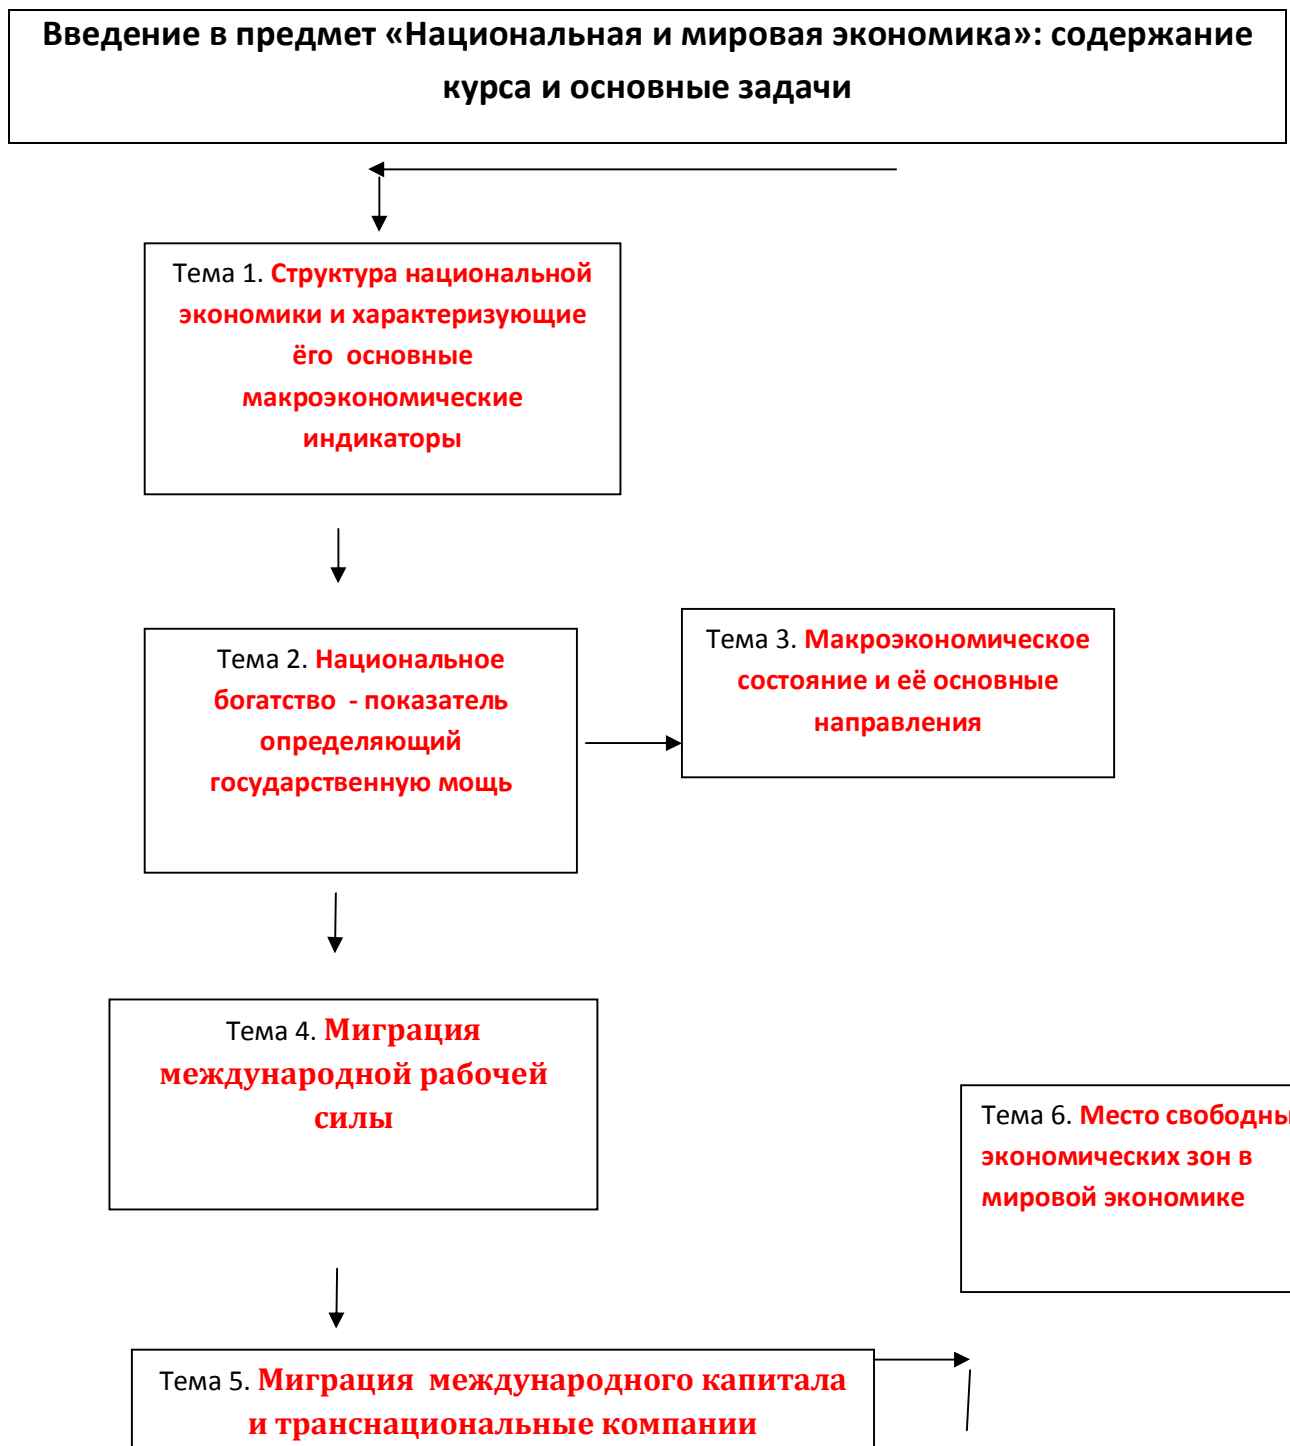 Введение в предмет «Национальная и мировая экономика»: содержание
курса и основные задачи
Тема 1. Структура национальной
экономики и характеризующие
ёго основные
макроэкономические
индикаторы
Тема 2. Национальное
богатство - показатель
определяющий
государственную мощь
Тема 3. Макроэкономическое
состояние и её основные
направления
Тема 4. Миграция
международной рабочей
силы
Тема 6. Место свободны
экономических зон в
мировой экономике
Тема 5. Миграция международного капитала
и транснациональные компании